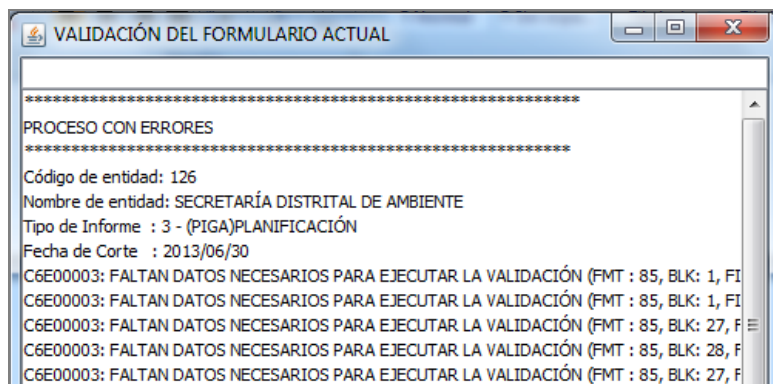 VALIDACIÓN DEL FORMULARIO ACTUAL
************************************************************
PROCESO CON ERRORES
***********************************************************
Código de entidad: 126
Nombre de entidad: SECRETARÍA DISTRITAL DE AMBIENTE
Tipo de Informe : 3 - (PIGA)PLANIFICACIÓN
Fecha de Corte : 2013/06/30
C6E00003: FALTAN DATOS NECESARIOS PARA EJECUTAR LA VALIDACIÓN (FMT : 85, BLK: 1, FI
C6E00003: FALTAN DATOS NECESARIOS PARA EJECUTAR LA VALIDACIÓN (FMT : 85, BLK: 1, FI
C6E00003: FALTAN DATOS NECESARIOS PARA EJECUTAR LA VALIDACIÓN (FMT : 85, BLK: 27, F
C6E00003: FALTAN DATOS NECESARIOS PARA EJECUTAR LA VALIDACIÓN (FMT : 85, BLK: 28, F
C6E00003: FALTAN DATOS NECESARIOS PARA EJECUTAR LA VALIDACIÓN (FMT : 85, BLK: 27, F